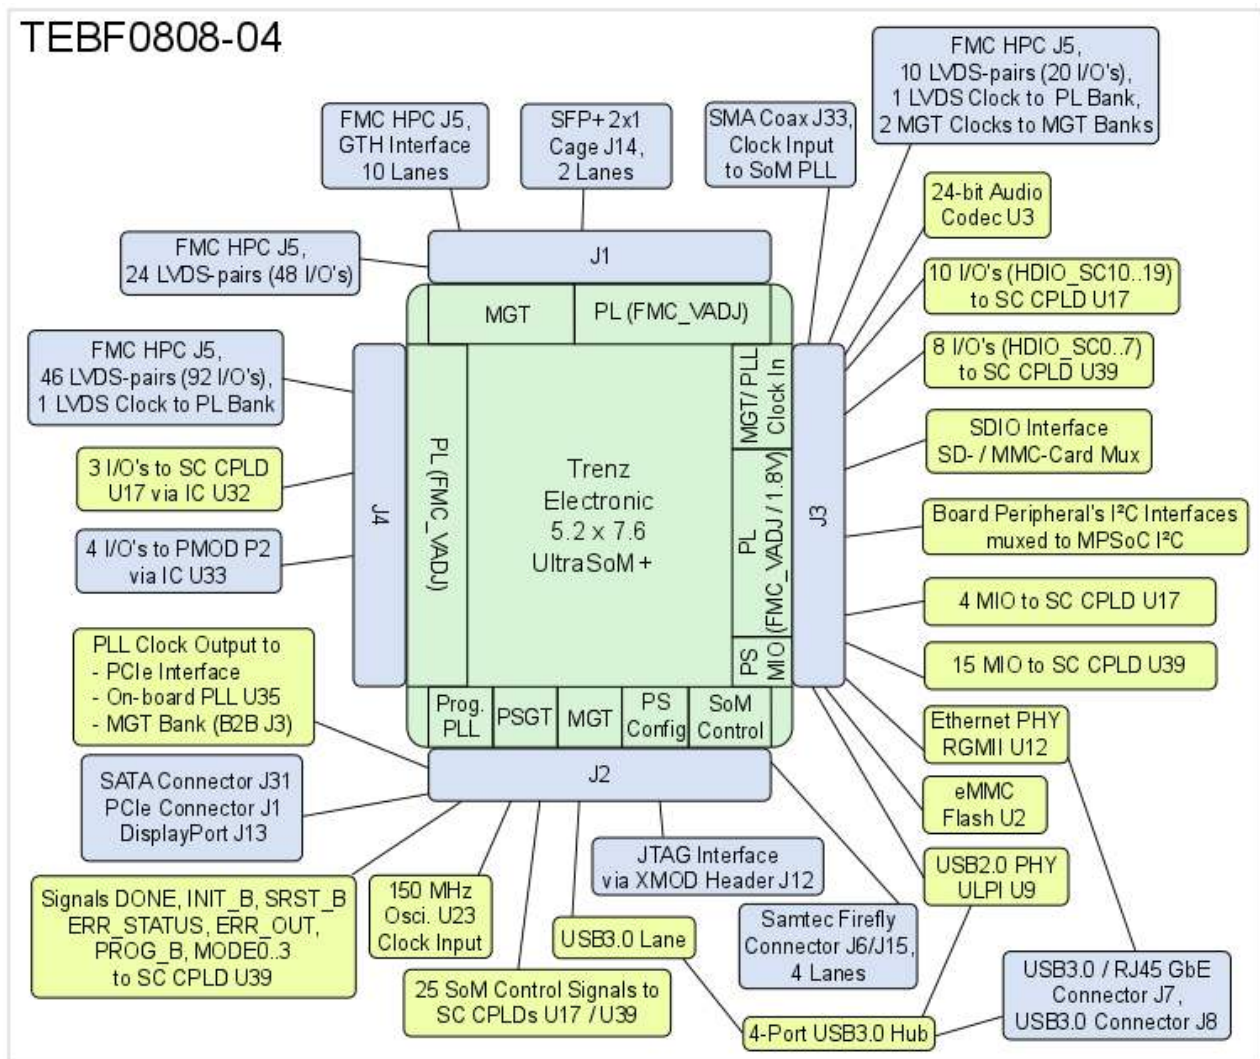 TEBF0808-04
FMC HPC J5,
10 LVDS-pairs (20 I/O's),
1 LVDS Clock to PL Bank,
2 MGT Clocks to MGT Banks
FMC HPC J5,
GTH Interface
10 Lanes
SFP+ 2x1
Cage J14,
2 Lanes
SMA Coax J33,
Clock Input
to SoM PLL
24-bit Audio
Codec U3
FMC HPC J5,
24 LVDS-pairs (48 I/O's)
J1
10 I/O's (HDIO_SC10..19)
to SC CPLD U17
MGT
PL (FMC_VADJ)
FMC HPC J5,
46 LVDS-pairs (92 I/O's),
1 LVDS Clock to PL Bank
8 I/O's (HDIO_SC0..7)
to SC CPLD U39
MGT/ PLL
Clock In
SDIO Interface
SD- / MMC-Card Mux
3 I/O's to SC CPLD
U17 via IC U32
J4
PL (FMC_VADJ)
Trenz
Electronic
5.2 x 7.6
UltraSoM+
PL
(FMC_VADJ / 1.8V)
J3
Board Peripheral's I²C Interfaces
muxed to MPSoC I²C
4 I/O's to PMOD P2
via IC U33
4 MIO to SC CPLD U17
PS
MIO
15 MIO to SC CPLD U39
PLL Clock Output to
- PCIe Interface
- On-board PLL U35
- MGT Bank (B2B J3)
Prog.
PLL
PSGT
MGT
PS
Config
SoM
Control
Ethernet PHY
RGMII U12
J2
SATA Connector J31
PCIe Connector J1
DisplayPort J13
eMMC
Flash U2
JTAG Interface
via XMOD Header J12
USB2.0 PHY
ULPI U9
Signals DONE, INIT_B, SRST_B
ERR_STATUS, ERR_OUT,
PROG_B, MODE0..3
to SC CPLD U39
150 MHz
Osci. U23
Clock Input
USB3.0 Lane
Samtec Firefly
Connector J6/J15,
4 Lanes
25 SoM Control Signals to
SC CPLDs U17 / U39
4-Port USB3.0 Hub
USB3.0 / RJ45 GbE
Connector J7,
USB3.0 Connector J8